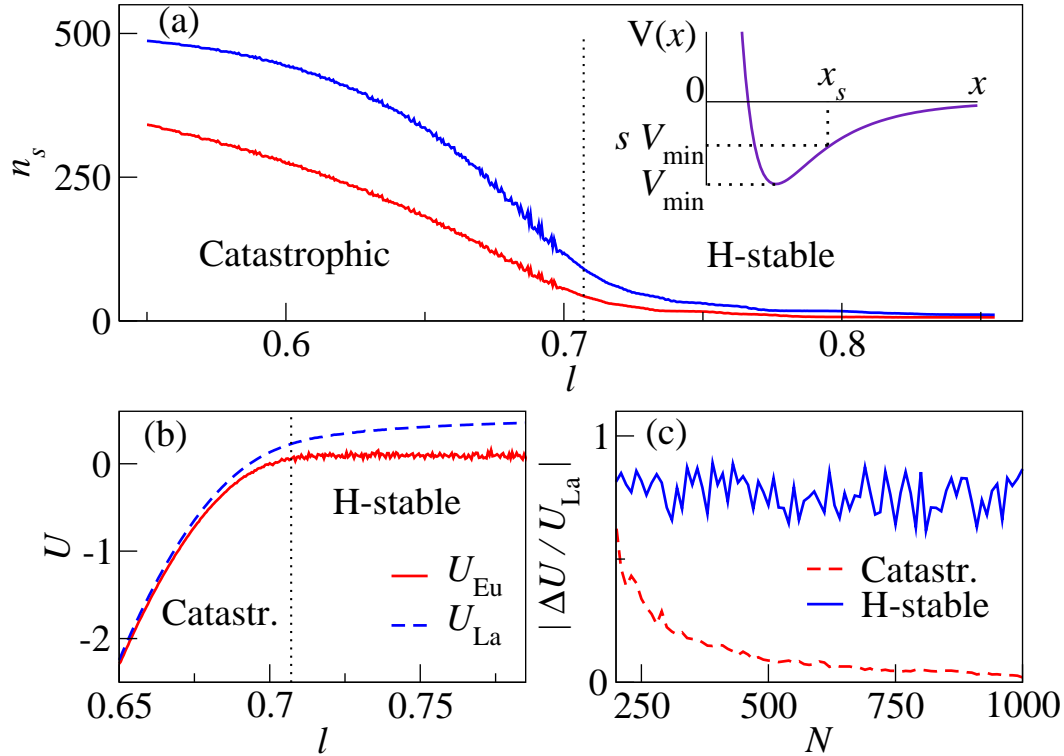 (a)
500
250
0
n_s
Catastrophic
H-stable
0.6
0.7
0.8
l
V(x)
0
x_s
x
s V_min
V_min
(b)
0
-1
-2
U
H-stable
Catastr.
U_Eu
U_La
0.65
0.7
0.75
l
(c)
1
0
| ΔU / U_La |
Catastr.
H-stable
250
500
750
1000
N